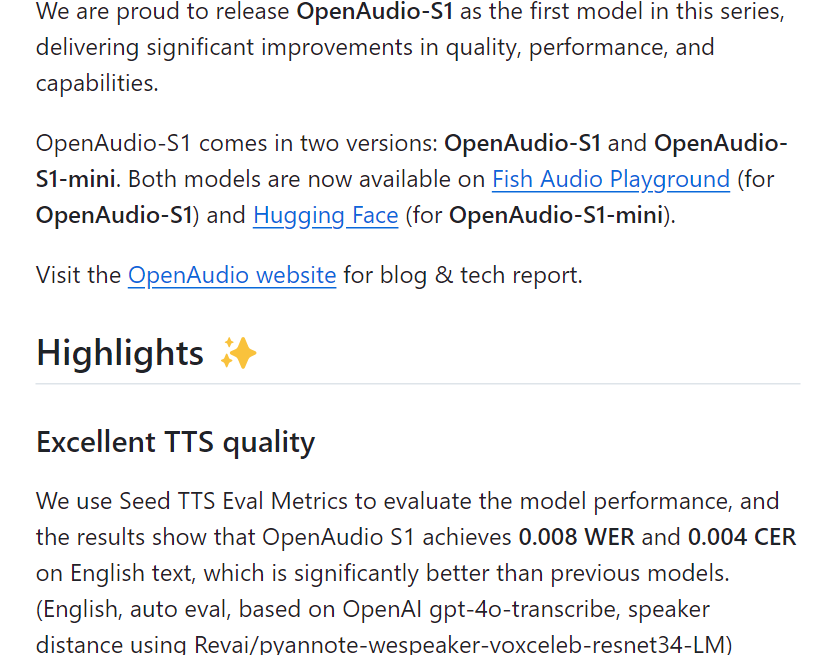 We are proud to release OpenAudio-S1 as the first model in this series,
delivering significant improvements in quality, performance, and
capabilities.
OpenAudio-S1 comes in two versions: OpenAudio-S1 and OpenAudio-
S1-mini. Both models are now available on Fish Audio Playground (for
OpenAudio-S1) and Hugging Face (for OpenAudio-S1-mini).
Visit the OpenAudio website for blog & tech report.
Highlights ✨
Excellent TTS quality
We use Seed TTS Eval Metrics to evaluate the model performance, and
the results show that OpenAudio S1 achieves 0.008 WER and 0.004 CER
on English text, which is significantly better than previous models.
(English, auto eval, based on OpenAI gpt-4o-transcribe, speaker
distance using Revai/pyannote-wespeaker-voxceleb-resnet34-LM)